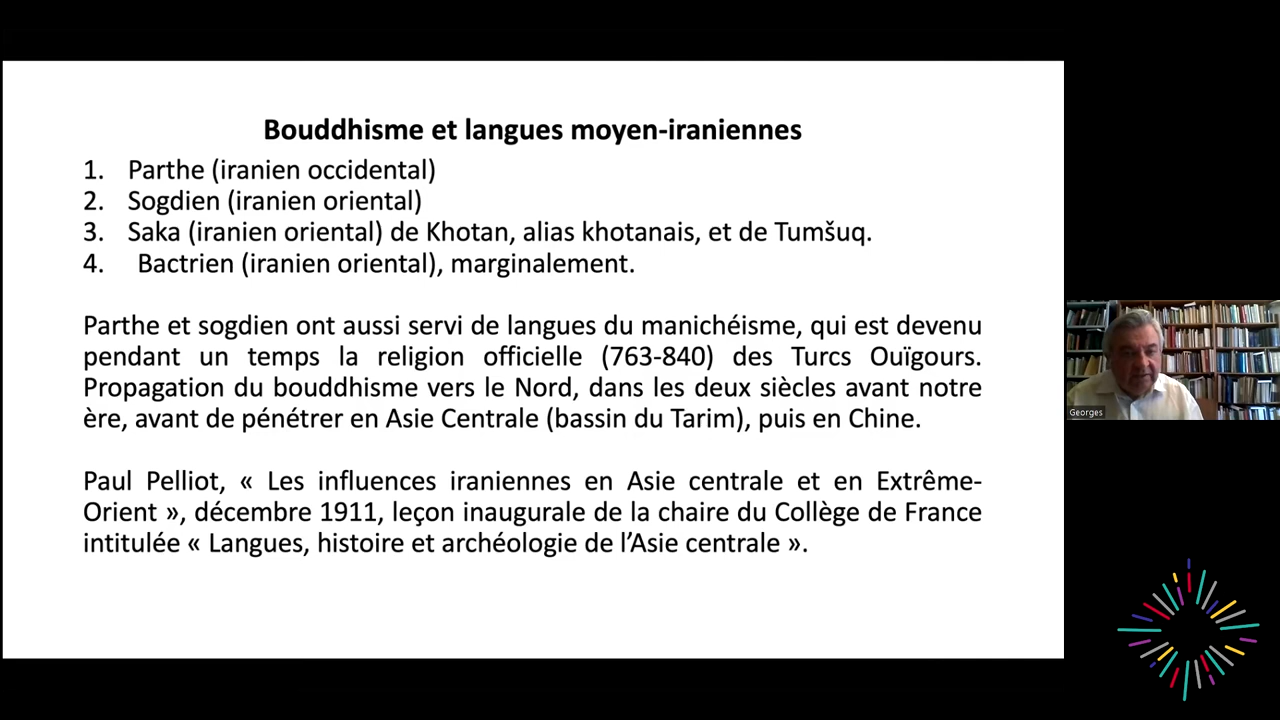 Bouddhisme et langues moyen-iraniennes
1. Parthe (iranien occidental)
2. Sogdien (iranien oriental)
3. Saka (iranien oriental) de Khotan, alias khotanais, et de Tumšuq.
4. Bactrien (iranien oriental), marginalement.
Parthe et sogdien ont aussi servi de langues du manichéisme, qui est devenu
pendant un temps la religion officielle (763-840) des Turcs Ouïgours.
Propagation du bouddhisme vers le Nord, dans les deux siècles avant notre
ère, avant de pénétrer en Asie Centrale (bassin du Tarim), puis en Chine.
Paul Pelliot, « Les influences iraniennes en Asie centrale et en Extrême-
Orient », décembre 1911, leçon inaugurale de la chaire du Collège de France
intitulée « Langues, histoire et archéologie de l’Asie centrale ».
Georges